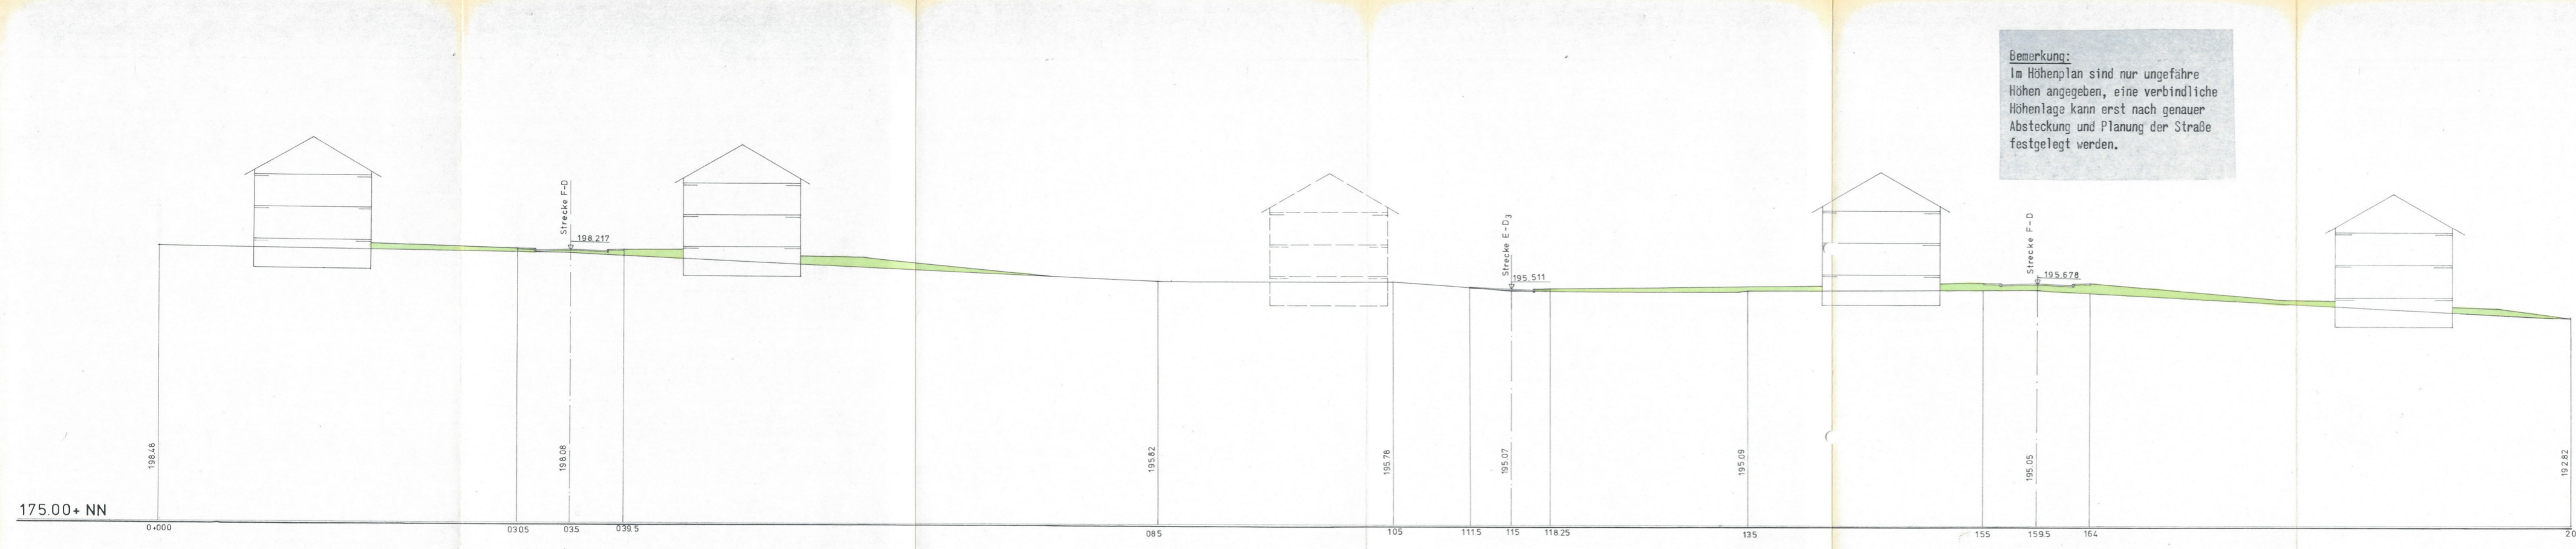 Bemerkung:
Im Höhenplan sind nur ungefähre
Höhen angegeben, eine verbindliche
Höhenlage kann erst nach genauer
Absteckung und Planung der Straße
festgelegt werden.
Strecke F-D
198.217
Strecke E-D3
195.511
Strecke F-D
195.678
198.48
198.08
195.82
195.78
195.07
195.09
195.05
192.82
175.00+ NN
0+000
0305
035
039.5
085
105
111.5
115
118.25
135
155
159.5
164